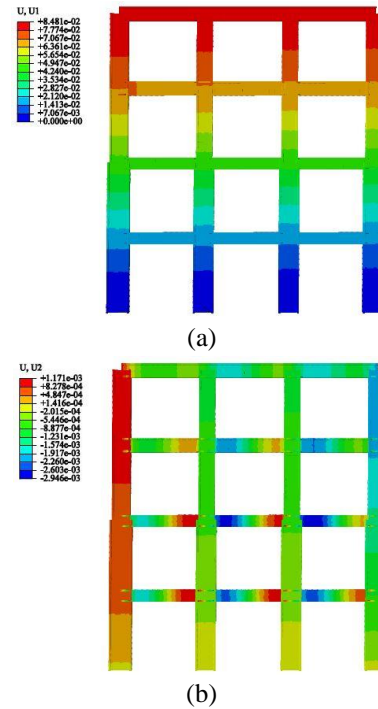 U, U1
+8.481e-02
+7.774e-02
+7.067e-02
+6.361e-02
+5.654e-02
+4.947e-02
+4.240e-02
+3.534e-02
+2.827e-02
+2.120e-02
+1.413e-02
+7.067e-03
+0.000e+00
(a)
U, U2
+1.171e-03
+8.278e-04
+4.847e-04
+1.416e-04
-2.015e-04
-5.446e-04
-8.877e-04
-1.231e-03
-1.574e-03
-1.917e-03
-2.260e-03
-2.603e-03
-2.946e-03
(b)